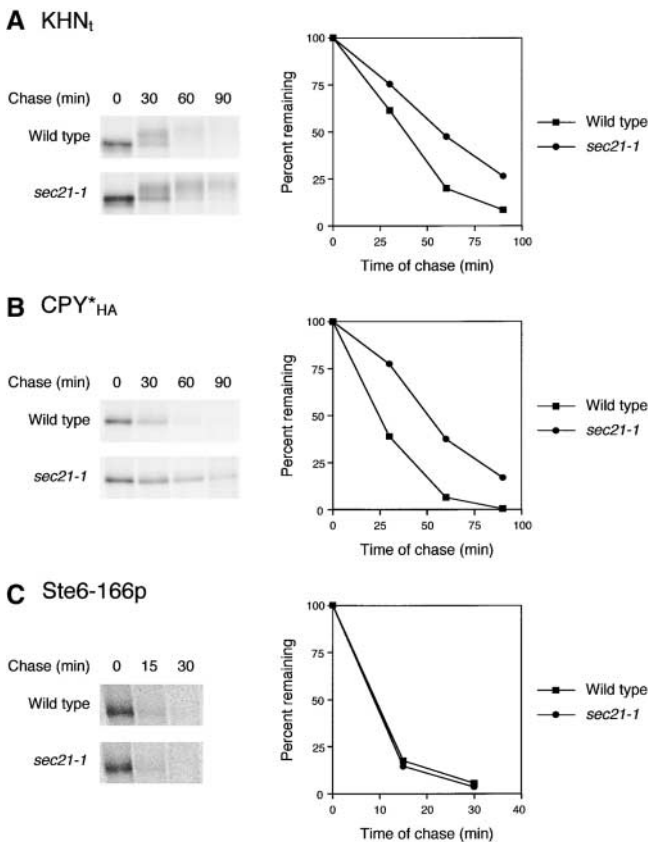 A KHNt
Chase (min) 0 30 60 90
Wild type
sec21-1
Percent remaining
100
75
50
25
0
0 25 50 75 100
Time of chase (min)
Wild type
sec21-1
B CPY*HA
Chase (min) 0 30 60 90
Wild type
sec21-1
Percent remaining
100
75
50
25
0
0 25 50 75 100
Time of chase (min)
Wild type
sec21-1
C Ste6-166p
Chase (min) 0 15 30
Wild type
sec21-1
Percent remaining
100
75
50
25
0
0 10 20 30 40
Time of chase (min)
Wild type
sec21-1